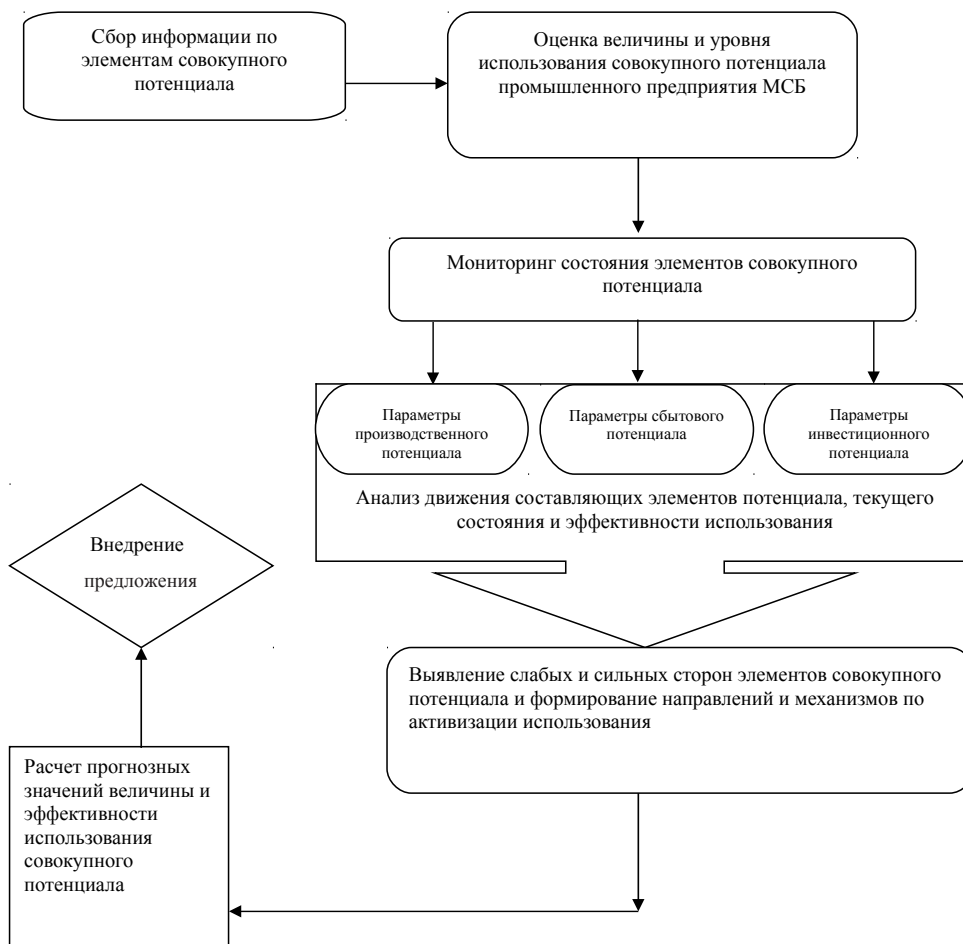 Сбор информации по
элементам совокупного
потенциала
Оценка величины и уровня
использования совокупного потенциала
промышленного предприятия МСБ
Мониторинг состояния элементов совокупного
потенциала
Параметры
производственного
потенциала
Параметры сбытового
потенциала
Параметры
инвестиционного
потенциала
Анализ движения составляющих элементов потенциала, текущего
состояния и эффективности использования
Выявление слабых и сильных сторон элементов совокупного
потенциала и формирование направлений и механизмов по
активизации использования
Расчет прогнозных
значений величины и
эффективности
использования
совокупного
потенциала
Внедрение
предложения